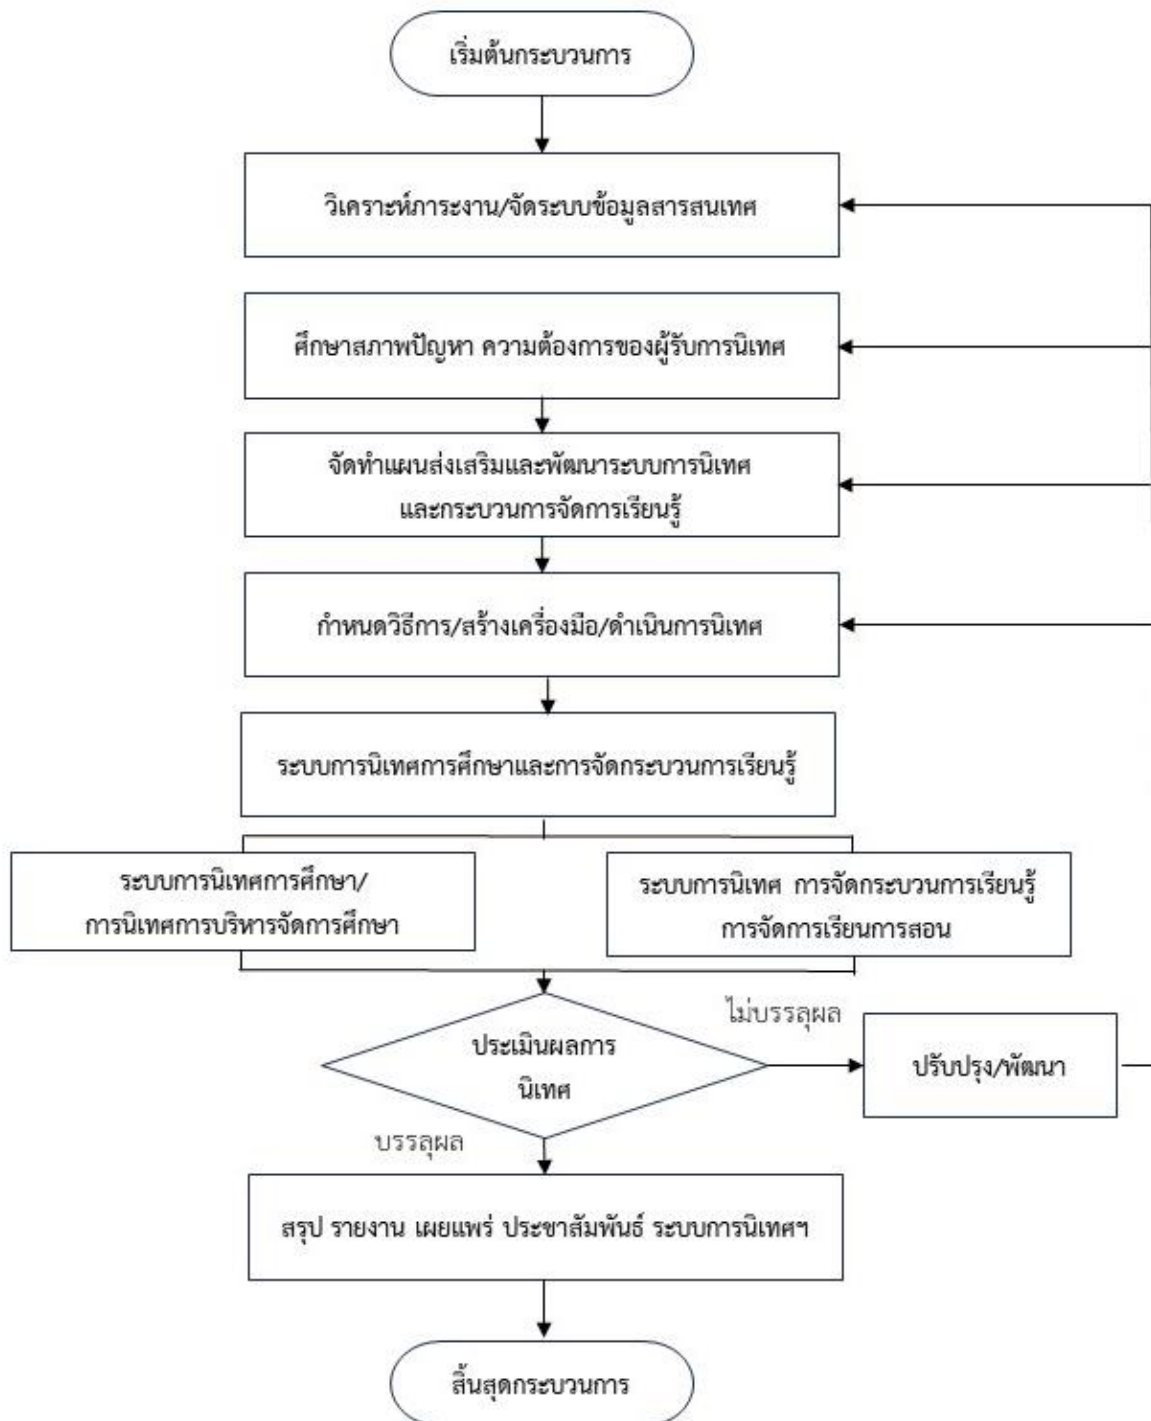 เริ่มต้นกระบวนการ
วิเคราะห์ภาระงาน/จัดระบบข้อมูลสารสนเทศ
ศึกษาสภาพปัญหา ความต้องการของผู้รับการนิเทศ
จัดทำแผนส่งเสริมและพัฒนาระบบการนิเทศ
และกระบวนการจัดการเรียนรู้
กำหนดวิธีการ/สร้างเครื่องมือ/ดำเนินการนิเทศ
ระบบการนิเทศการศึกษาและการจัดกระบวนการเรียนรู้
ระบบการนิเทศการศึกษา/
การนิเทศการบริหารจัดการศึกษา
ระบบการนิเทศ การจัดกระบวนการเรียนรู้
การจัดการเรียนการสอน
ประเมินผลการ
นิเทศ
ไม่บรรลุผล
ปรับปรุง/พัฒนา
บรรลุผล
สรุป รายงาน เผยแพร่ ประชาสัมพันธ์ ระบบการนิเทศฯ
สิ้นสุดกระบวนการ